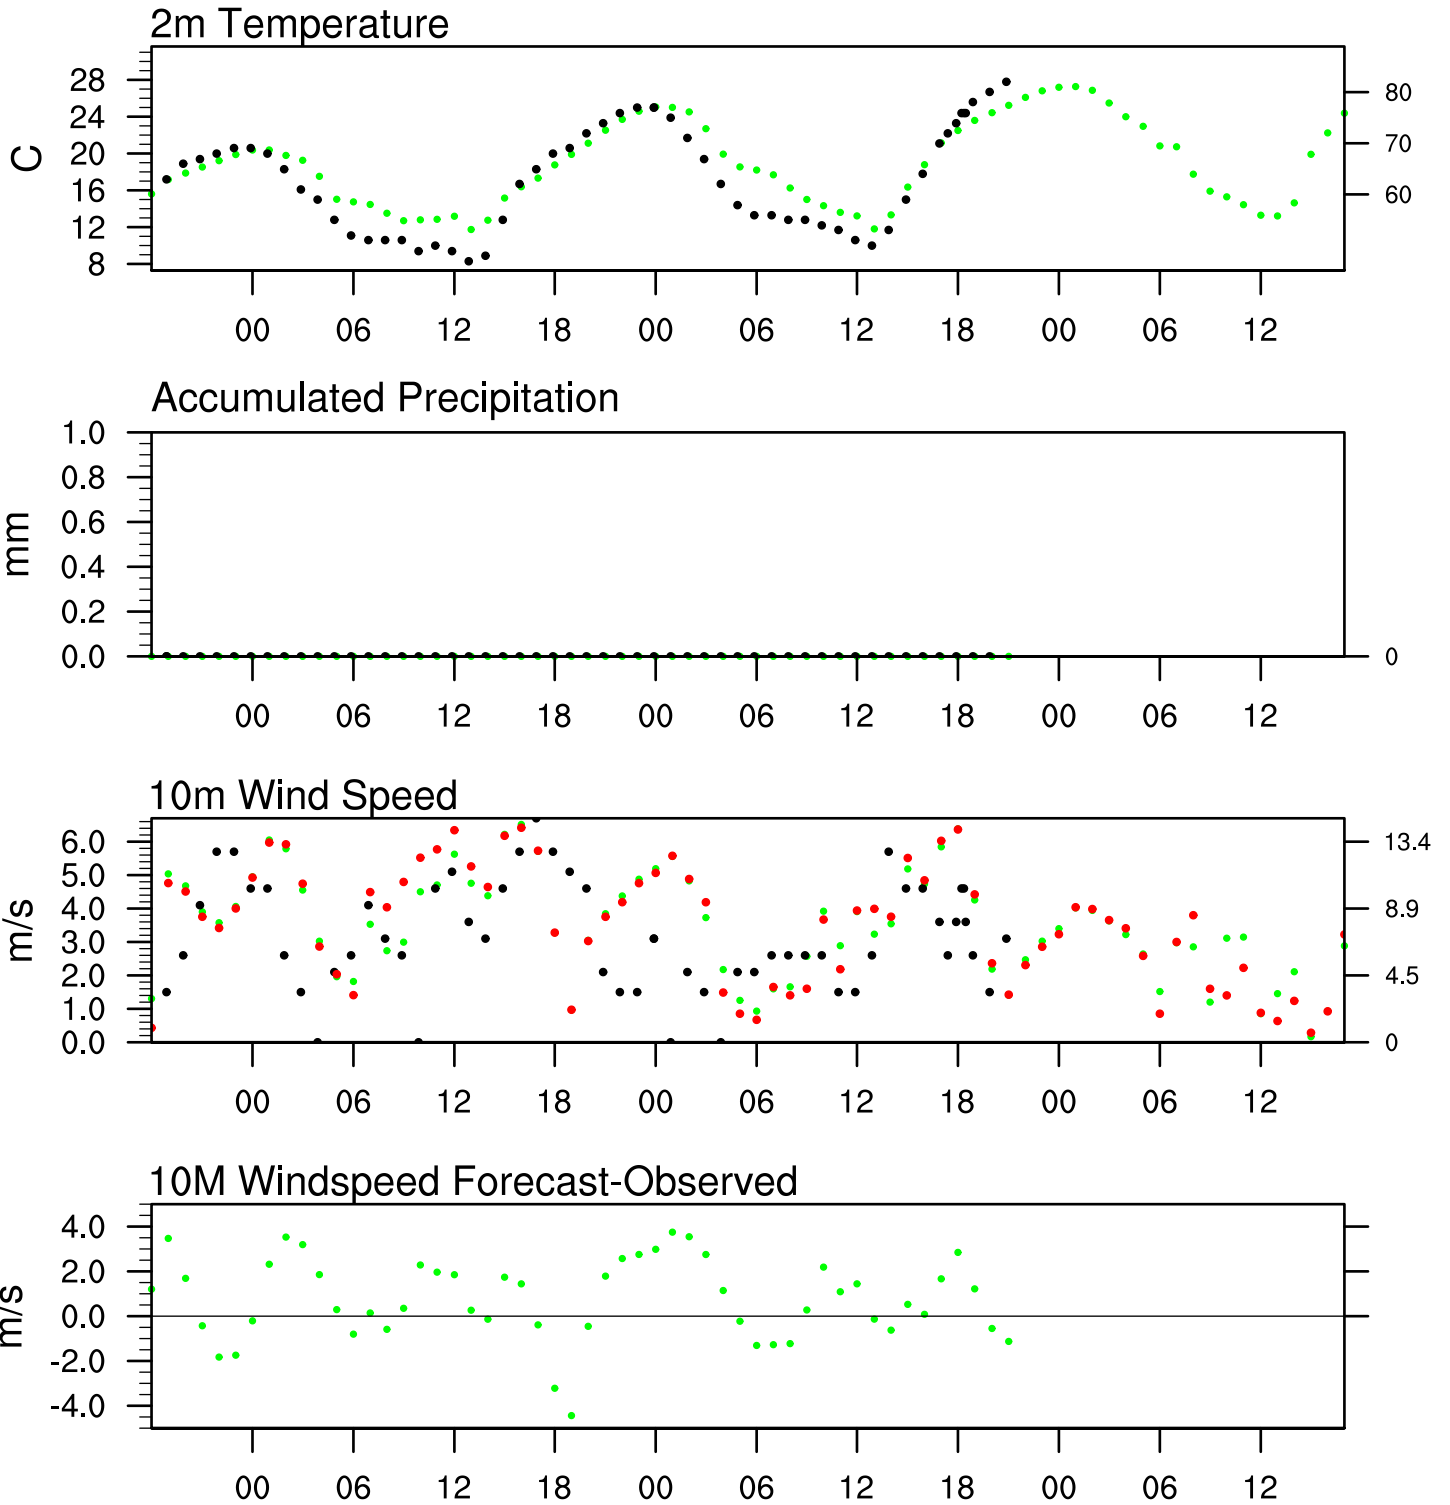 2m Temperature
28
24
20
16
12
8
C
80
70
60
00 06 12 18 00 06 12 18 00 06 12
Accumulated Precipitation
1.0
0.8
0.6
0.4
0.2
0.0
mm
0
00 06 12 18 00 06 12 18 00 06 12
10m Wind Speed
6.0
5.0
4.0
3.0
2.0
1.0
0.0
m/s
13.4
8.9
4.5
0
00 06 12 18 00 06 12 18 00 06 12
10M Windspeed Forecast-Observed
4.0
2.0
0.0
-2.0
-4.0
m/s
00 06 12 18 00 06 12 18 00 06 12